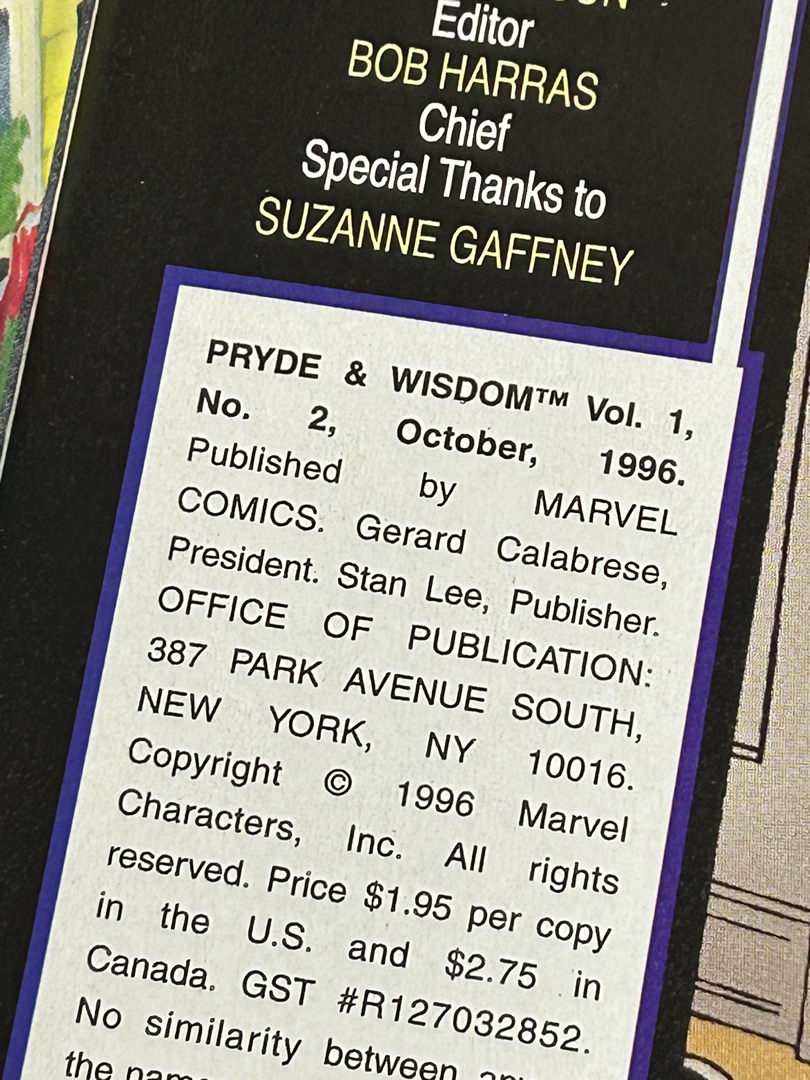 Editor
BOB HARRAS
Chief
Special Thanks to
SUZANNE GAFFNEY
PRYDE & WISDOM™ Vol. 1,
No. 2, October, 1996.
Published by MARVEL
COMICS. Gerard Calabrese,
President. Stan Lee, Publisher.
OFFICE OF PUBLICATION:
387 PARK AVENUE SOUTH,
NEW YORK, NY 10016.
Copyright © 1996 Marvel
Characters, Inc. All rights
reserved. Price $1.95 per copy
in the U.S. and $2.75 in
Canada. GST #R127032852.
No similarity between
the